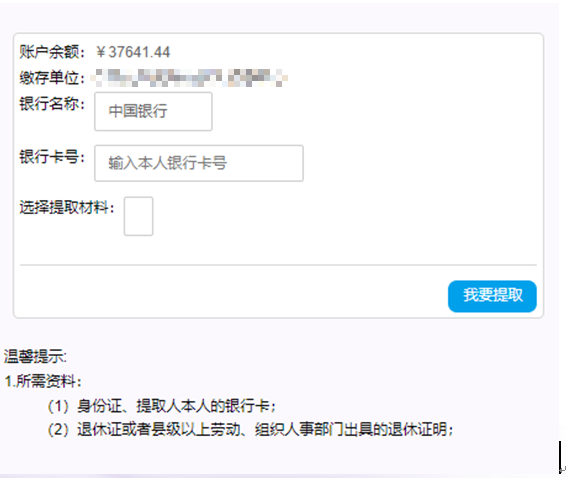 账户余额：￥37641.44
缴存单位：
银行名称： 中国银行
银行卡号： 输入本人银行卡号
选择提取材料：
我要提取
温馨提示:
1.所需资料：
（1）身份证、提取人本人的银行卡；
（2）退休证或者县级以上劳动、组织人事部门出具的退休证明；